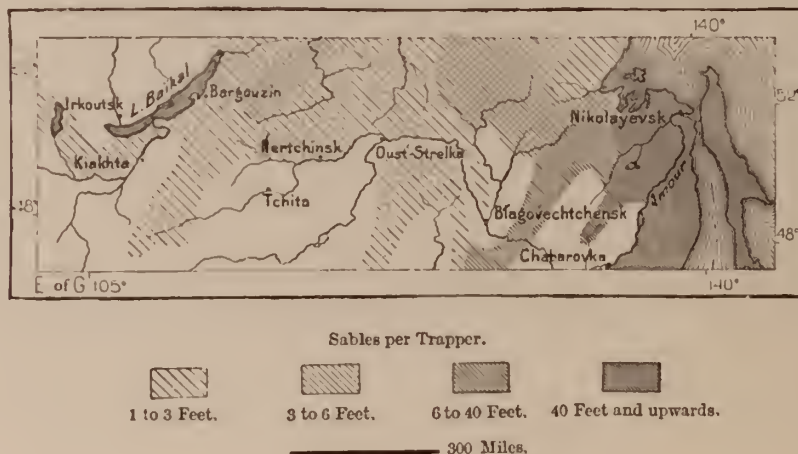 140°
52°
Irkoutsk
L. Baikal
Bargouzin
Nikolayevsk
Kiakhta
Nertchinsk
Oust-Strelka
Tchita
Blagovechtchensk
Amour
48°
Chabarovka
E of G 105°
140°
Sables per Trapper.
1 to 3 Feet. 3 to 6 Feet. 6 to 40 Feet. 40 Feet and upwards.
300 Miles.